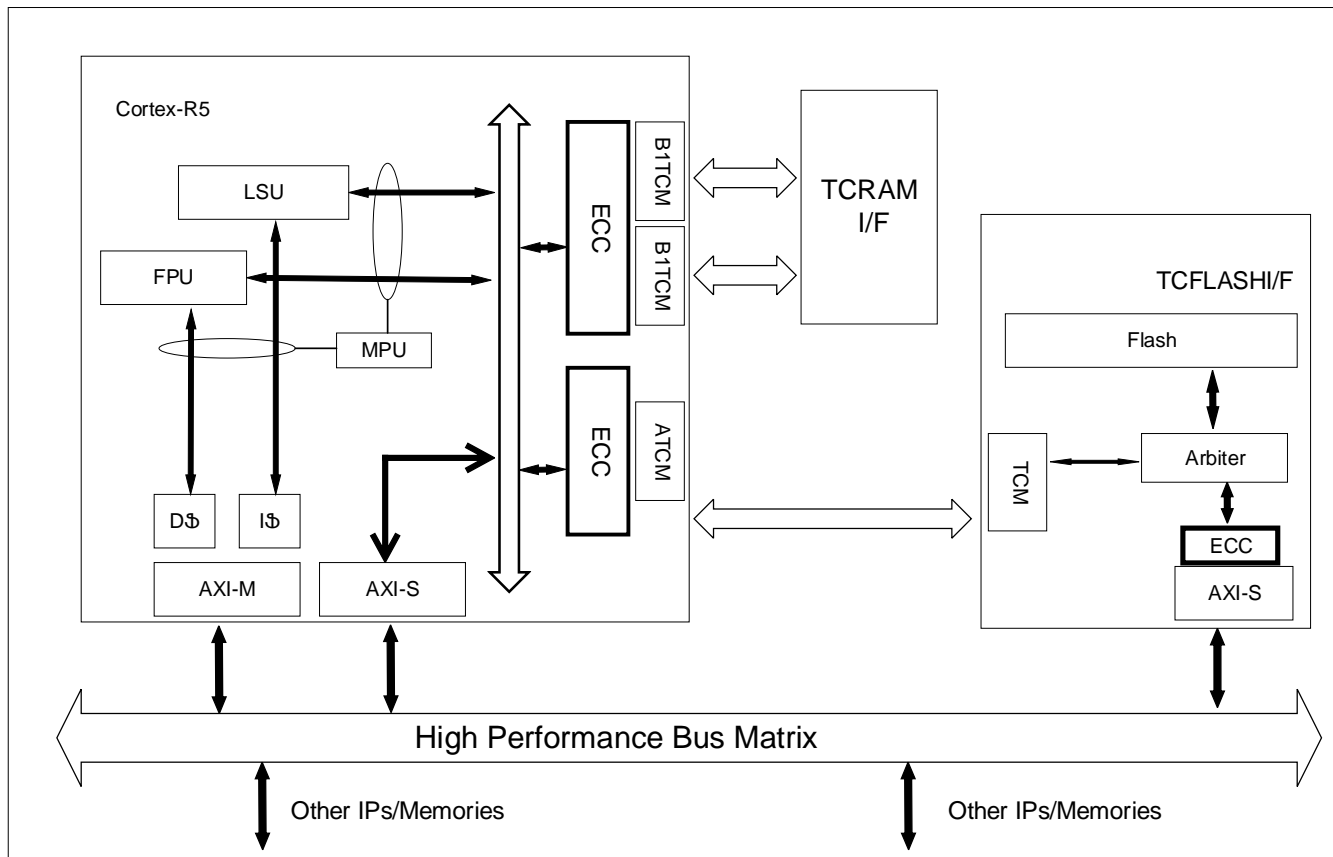 Cortex-R5
LSU
FPU
MPU
D$
I$
AXI-M
AXI-S
ECC
B1TCM
B1TCM
ECC
ATCM
TCRAM
I/F
TCFLASHI/F
Flash
Arbiter
TCM
ECC
AXI-S
High Performance Bus Matrix
Other IPs/Memories
Other IPs/Memories